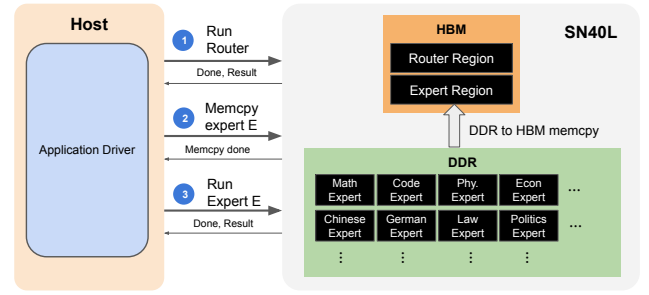 Host
Application Driver
1
Run
Router
Done, Result
2
Memcpy
expert E
Memcpy done
3
Run
Expert E
Done, Result
SN40L
HBM
Router Region
Expert Region
DDR to HBM memcpy
DDR
Math
Expert
Code
Expert
Phy.
Expert
Econ
Expert
...
Chinese
Expert
German
Expert
Law
Expert
Politics
Expert
...